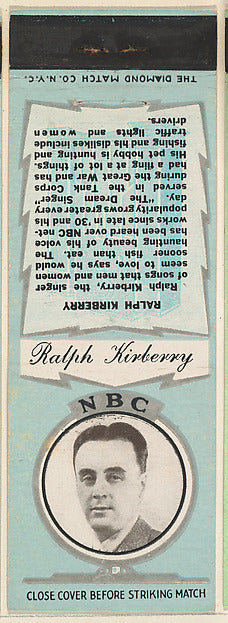 THE DIAMOND MATCH CO. N.Y.C.
RALPH KIRBERRY
Ralph Kirberry, the singer
of songs that men and women
seem to love, says he would
sooner fish than eat. The
haunting beauty of his voice
has been heard over NBC net-
works since late in '30 and his
popularity grows greater every
day. "The Dream Singer"
served in the Tank Corps
during the Great War and has
had a fling at a lot of things.
His pet hobby is hunting and
fishing and his dislikes include
traffic lights and women
drivers.
Ralph Kirberry
NBC
CLOSE COVER BEFORE STRIKING MATCH